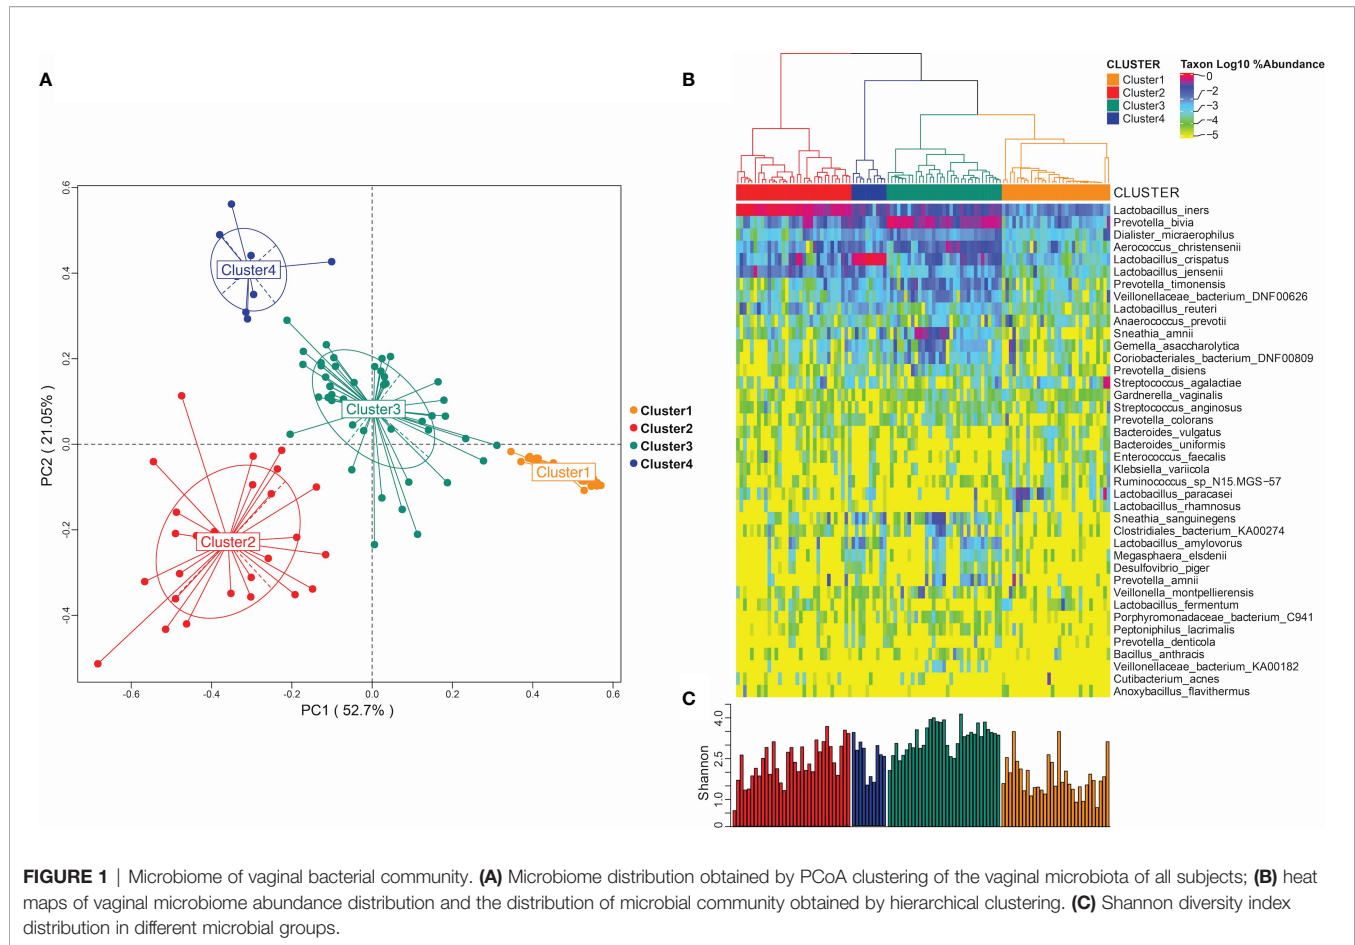 A
0.6
0.4
0.2
0.0
-0.2
-0.4
PC2 ( 21.05% )
-0.6
-0.4
-0.2
0.0
0.2
0.4
0.6
PC1 ( 52.7% )
Cluster4
Cluster3
Cluster1
Cluster2
Cluster1
Cluster2
Cluster3
Cluster4
B
CLUSTER
Cluster1
Cluster2
Cluster3
Cluster4
Taxon Log10 %Abundance
0
−2
−3
−4
−5
CLUSTER
Lactobacillus_iners
Prevotella_bivia
Dialister_micraerophilus
Aerococcus_christensenii
Lactobacillus_crispatus
Lactobacillus_jensenii
Prevotella_timonensis
Veillonellaceae_bacterium_DNF00626
Lactobacillus_reuteri
Anaerococcus_prevotii
Sneathia_amnii
Gemella_asaccharolytica
Coriobacteriales_bacterium_DNF00809
Prevotella_disiens
Streptococcus_agalactiae
Gardnerella_vaginalis
Streptococcus_anginosus
Prevotella_colorans
Bacteroides_vulgatus
Bacteroides_uniformis
Enterococcus_faecalis
Klebsiella_variicola
Ruminococcus_sp_N15.MGS−57
Lactobacillus_paracasei
Lactobacillus_rhamnosus
Sneathia_sanguinegens
Clostridiales_bacterium_KA00274
Lactobacillus_amylovorus
Megasphaera_elsdenii
Desulfovibrio_piger
Prevotella_amnii
Veillonella_montpellierensis
Lactobacillus_fermentum
Porphyromonadaceae_bacterium_C941
Peptoniphilus_lacrimalis
Prevotella_denticola
Bacillus_anthracis
Veillonellaceae_bacterium_KA00182
Cutibacterium_acnes
Anoxybacillus_flavithermus
C
Shannon
4.0
2.5
1.0
0
FIGURE 1 | Microbiome of vaginal bacterial community. (A) Microbiome distribution obtained by PCoA clustering of the vaginal microbiota of all subjects; (B) heat
maps of vaginal microbiome abundance distribution and the distribution of microbial community obtained by hierarchical clustering. (C) Shannon diversity index
distribution in different microbial groups.